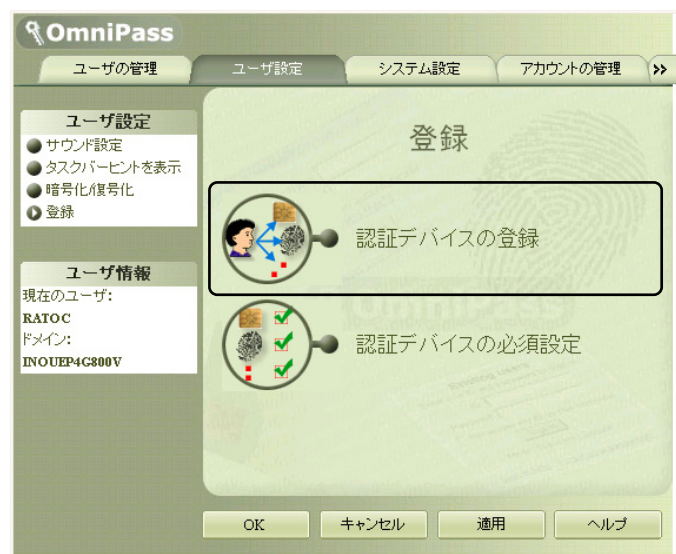 OmniPass
ユーザの管理 ユーザ設定 システム設定 アカウントの管理
ユーザ設定
サウンド設定
タスクバーヒントを表示
暗号化/復号化
登録
ユーザ情報
現在のユーザ:
RATOC
ドメイン:
INOUEP4G800V
登録
認証デバイスの登録
認証デバイスの必須設定
OK キャンセル 適用 ヘルプ